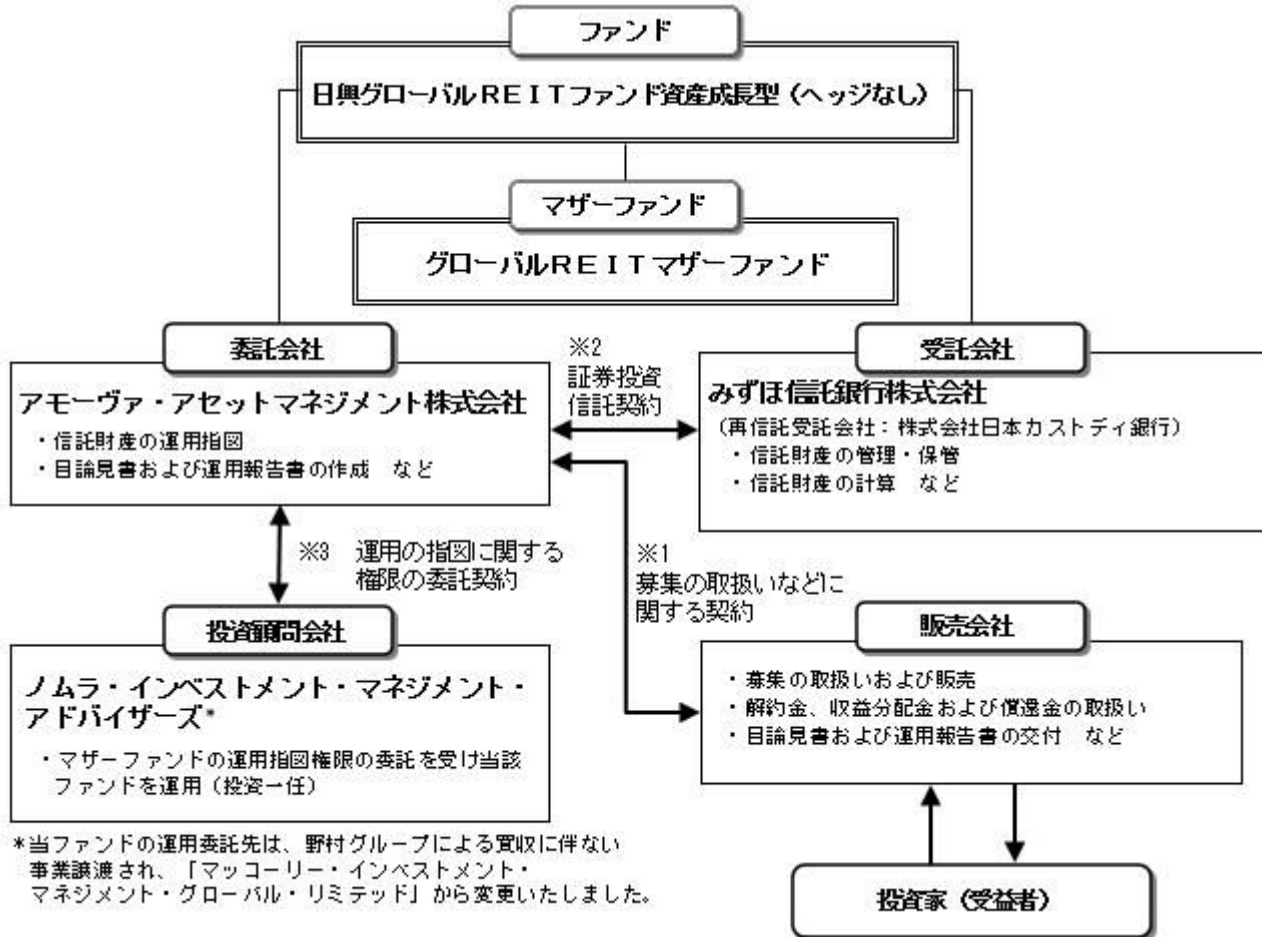 ファンド
日興グローバルREITファンド資産成長型（ヘッジなし）
マザーファンド
グローバルREITマザーファンド
委託会社
アモーヴァ・アセットマネジメント株式会社
・信託財産の運用指図
・目論見書および運用報告書の作成　など
※2
証券投資
信託契約
受託会社
みずほ信託銀行株式会社
（再信託受託会社：株式会社日本カストディ銀行）
・信託財産の管理・保管
・信託財産の計算　など
※3　運用の指図に関する
権限の委託契約
※1
募集の取扱いなどに
関する契約
投資顧問会社
ノムラ・インベストメント・マネジメント・
アドバイザーズ*
・マザーファンドの運用指図権限の委託を受け当該
ファンドを運用（投資一任）
販売会社
・募集の取扱いおよび販売
・解約金、収益分配金および償還金の取扱い
・目論見書および運用報告書の交付　など
*当ファンドの運用委託先は、野村グループによる買収に伴ない
事業譲渡され、「マッコーリー・インベストメント・
マネジメント・グローバル・リミテッド」から変更いたしました。
投資家（受益者）